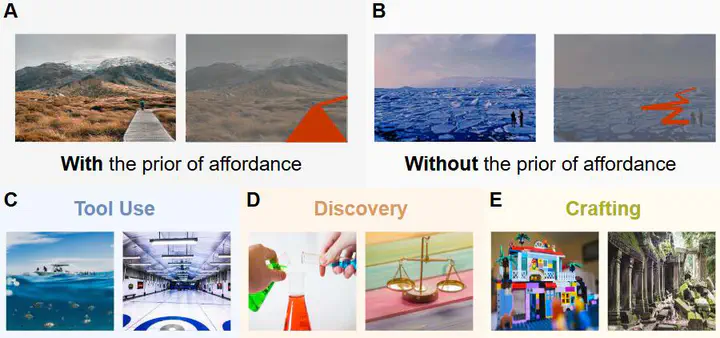 A
B
With the prior of affordance
Without the prior of affordance
C
Tool Use
D
Discovery
E
Crafting